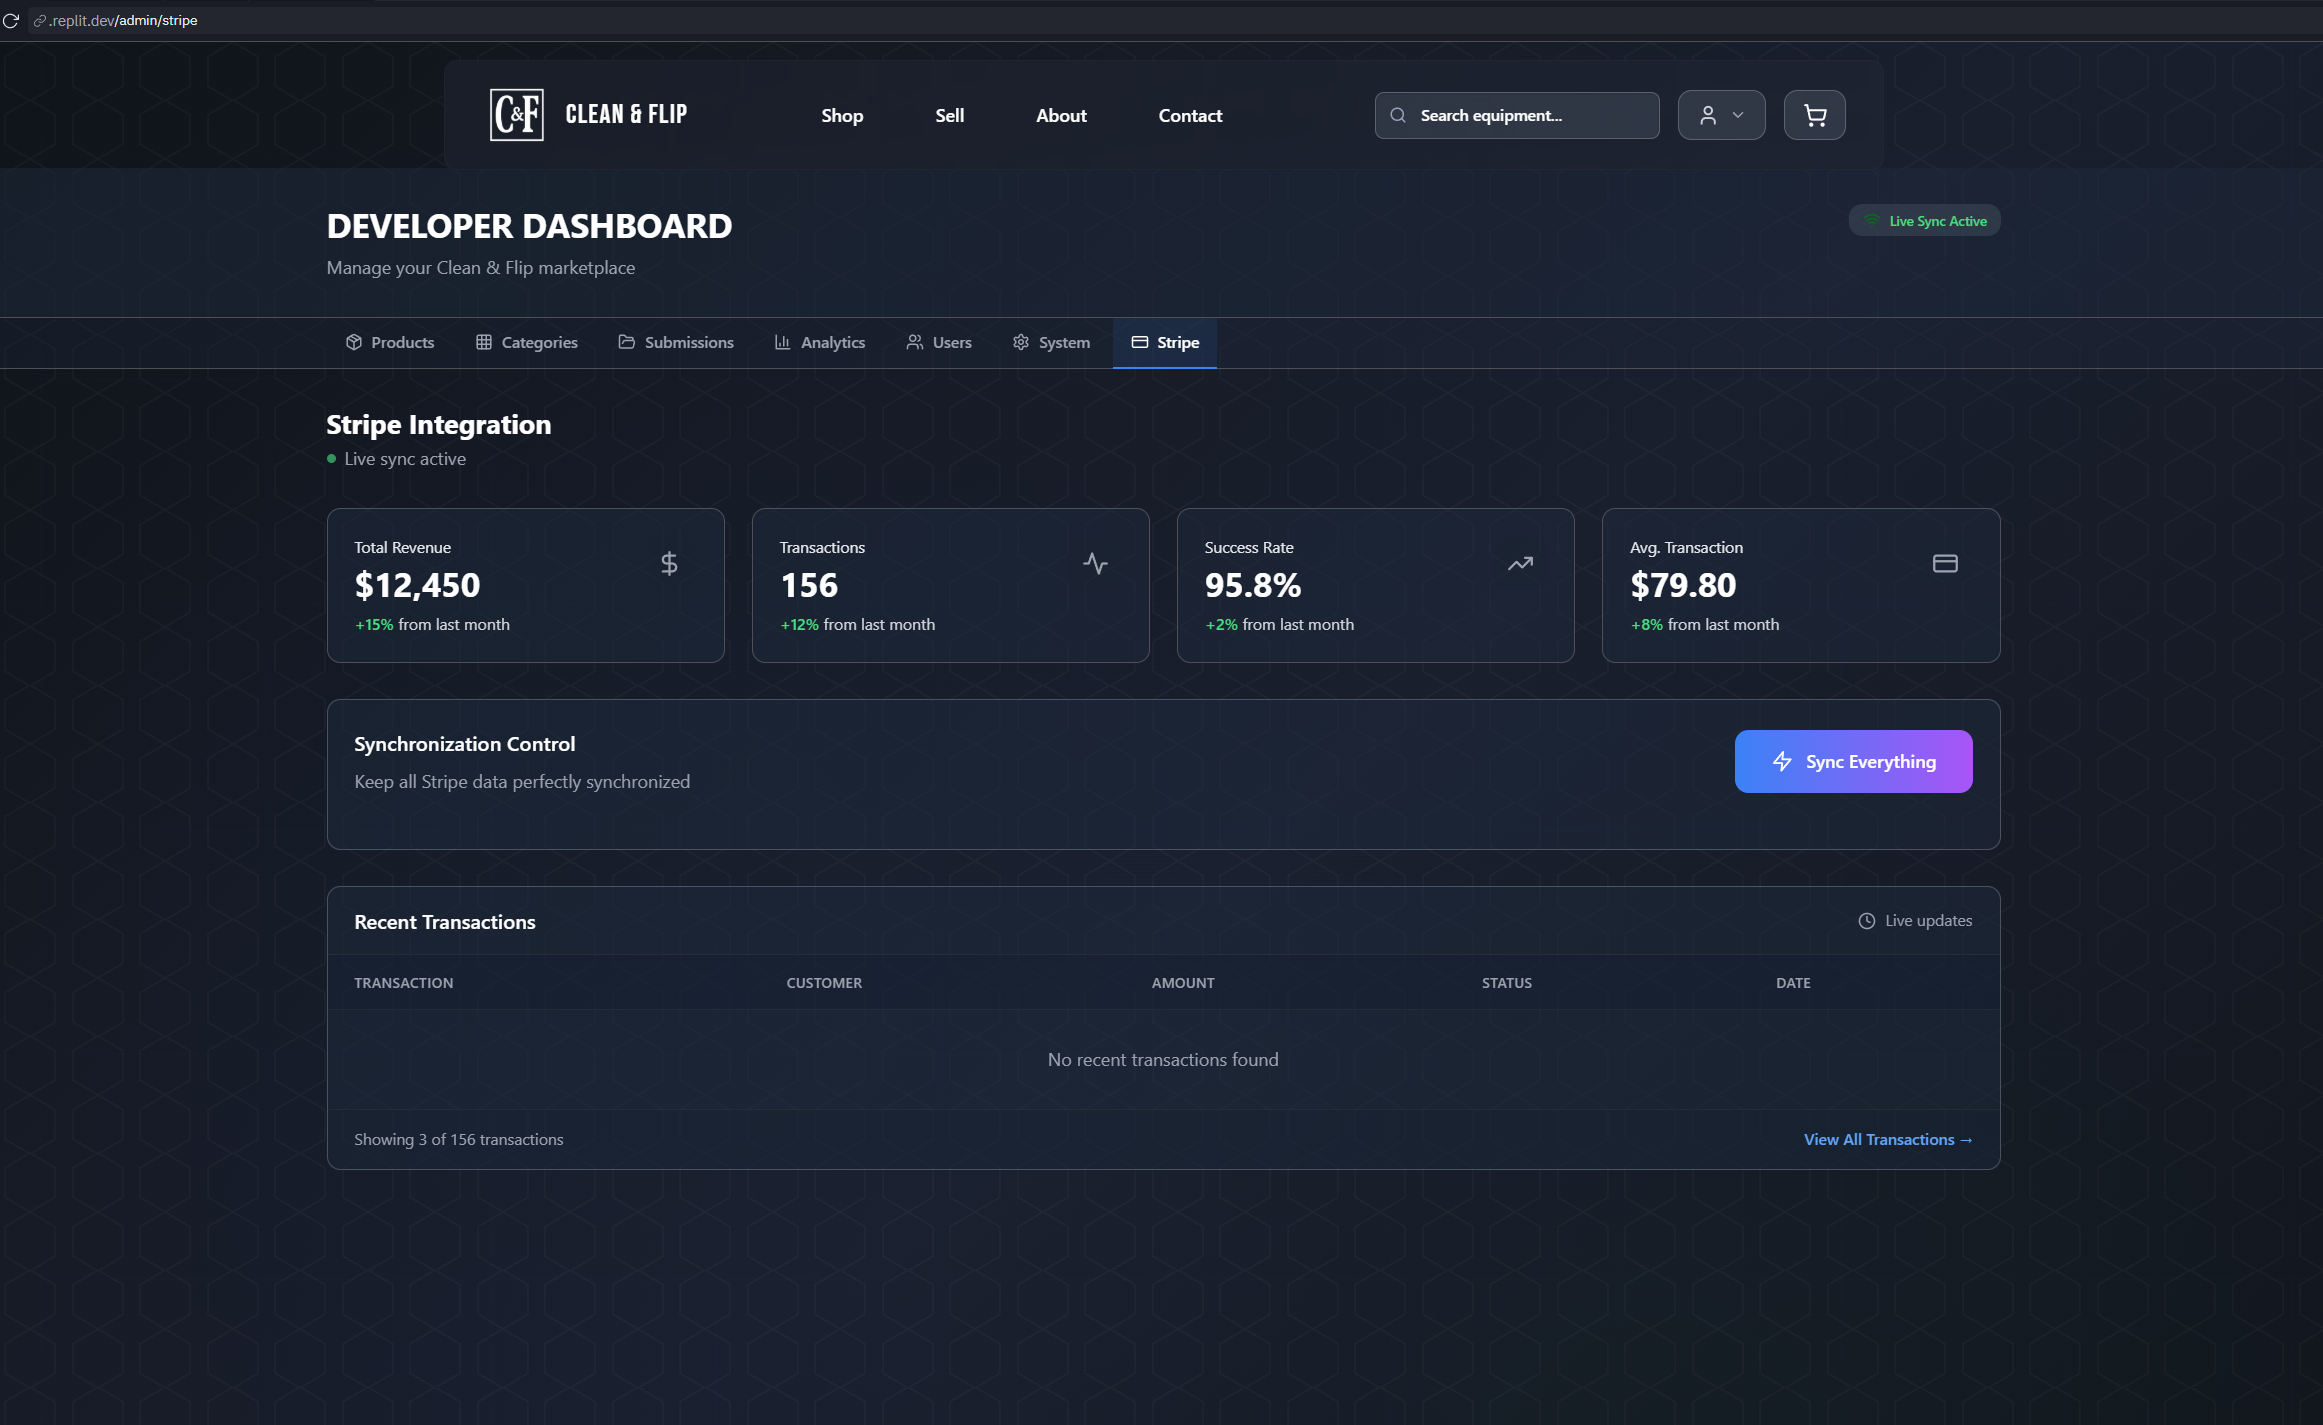 .replit.dev/admin/stripe
C&F CLEAN & FLIP
Shop Sell About Contact
Search equipment...
DEVELOPER DASHBOARD
Live Sync Active
Manage your Clean & Flip marketplace
Products Categories Submissions Analytics Users System Stripe
Stripe Integration
Live sync active
Total Revenue
$12,450
+15% from last month
Transactions
156
+12% from last month
Success Rate
95.8%
+2% from last month
Avg. Transaction
$79.80
+8% from last month
Synchronization Control
Keep all Stripe data perfectly synchronized
Sync Everything
Recent Transactions
Live updates
TRANSACTION CUSTOMER AMOUNT STATUS DATE
No recent transactions found
Showing 3 of 156 transactions
View All Transactions →